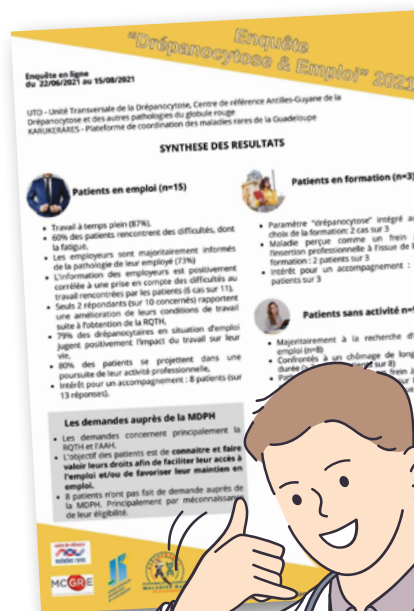 Enquête
"Drépanocytose & Emploi" 2021
Enquête en ligne
du 22/06/2021 au 15/08/2021
UTD - Unité Transversale de la Drépanocytose, Centre de référence Antilles-Guyane de la
Drépanocytose et des autres pathologies du globule rouge
KARUKERARES - Plateforme de coordination des maladies rares de la Guadeloupe
SYNTHESE DES RESULTATS
Patients en emploi (n=15)
• Travail à temps plein (87%),
• 60% des patients rencontrent des difficultés, dont
la fatigue,
• Les employeurs sont majoritairement informés
de la pathologie de leur employé (73%)
• L'information des employeurs est positivement
corrélée à une prise en compte des difficultés au
travail rencontrées par les patients (6 cas sur 11),
• Seuls 2 répondants (sur 10 concernés) rapportent
une amélioration de leurs conditions de travail
suite à l'obtention de la RQTH,
• 79% des drépanocytaires en situation d'emploi
jugent positivement l'impact du travail sur leur
vie,
• 80% des patients se projettent dans une
poursuite de leur activité professionnelle,
• Intérêt pour un accompagnement : 8 patients (sur
13 réponses).
Les demandes auprès de la MDPH
• Les demandes concernent principalement la
RQTH et l'AAH.
• L'objectif des patients est de connaitre et faire
valoir leurs droits afin de faciliter leur accès à
l'emploi et/ou de favoriser leur maintien en
emploi.
• 8 patients n'ont pas fait de demande auprès de
la MDPH. Principalement par méconnaissance
de leur éligibilité.
Patients en formation (n=3)
• Paramètre "drépanocytose" intégré au
choix de la formation: 2 cas sur 3
• Maladie perçue comme un frein
l'insertion professionnelle à l'issue de
formation : 2 patients sur 3
• Intérêt pour un accompagnement :
patients sur 3
Patients sans activité
• Majoritairement à la recherche
emploi (n=8)
• Confrontés à un chômage de
durée
sur 8)
frein
maladies rares
MCGRE